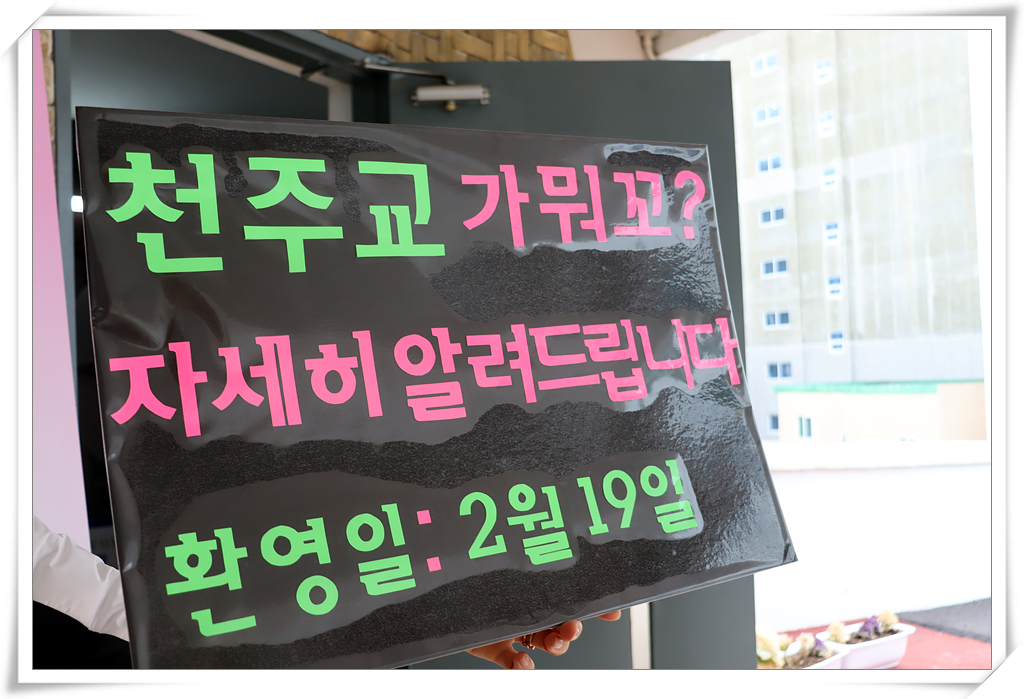 천주교 가뭐꼬?
자세히 알려드립니다
환영일: 2월 19일